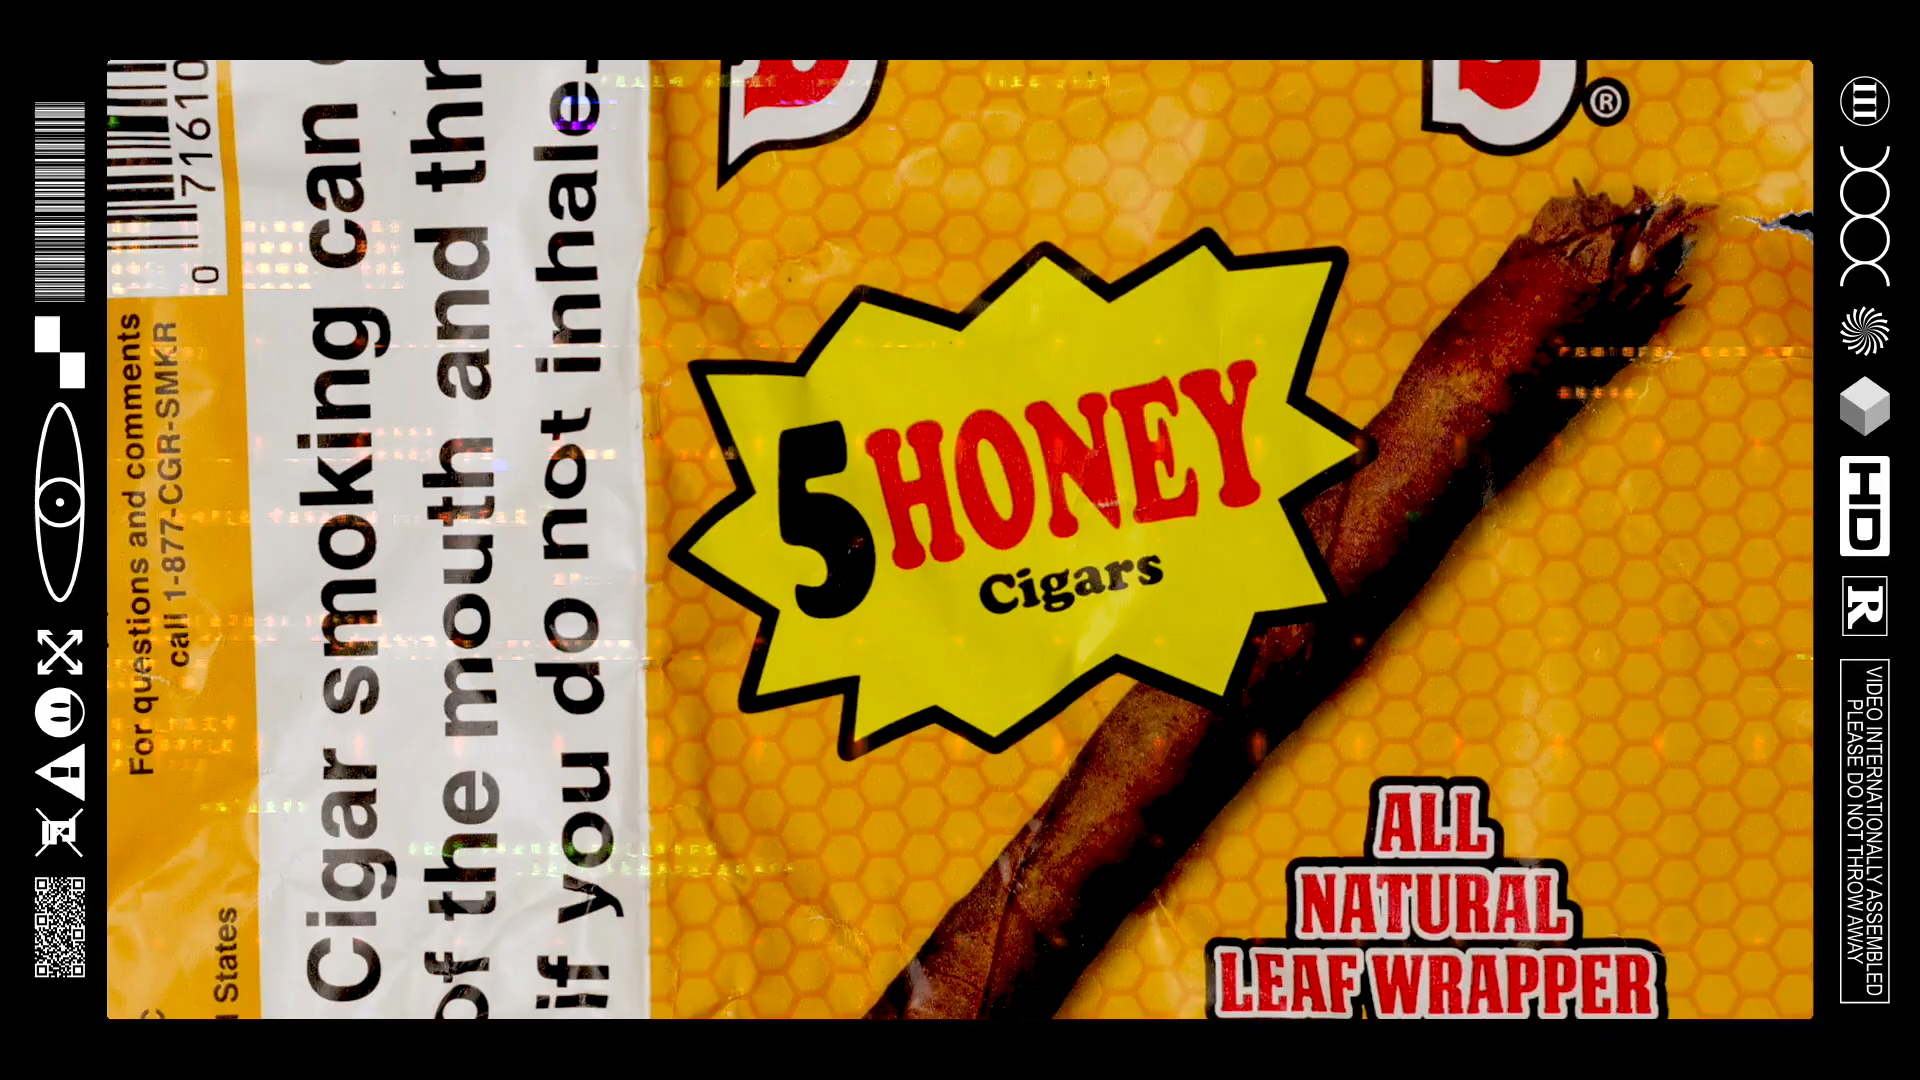 0 71610
For questions and comments
call 1-877-CGR-SMKR
States
Cigar smoking can
of the mouth and
if you do not inhale.
®
5 HONEY
Cigars
ALL
NATURAL
LEAF WRAPPER
HD
R
VIDEO INTERNATIONALLY ASSEMBLED
PLEASE DO NOT THROW AWAY